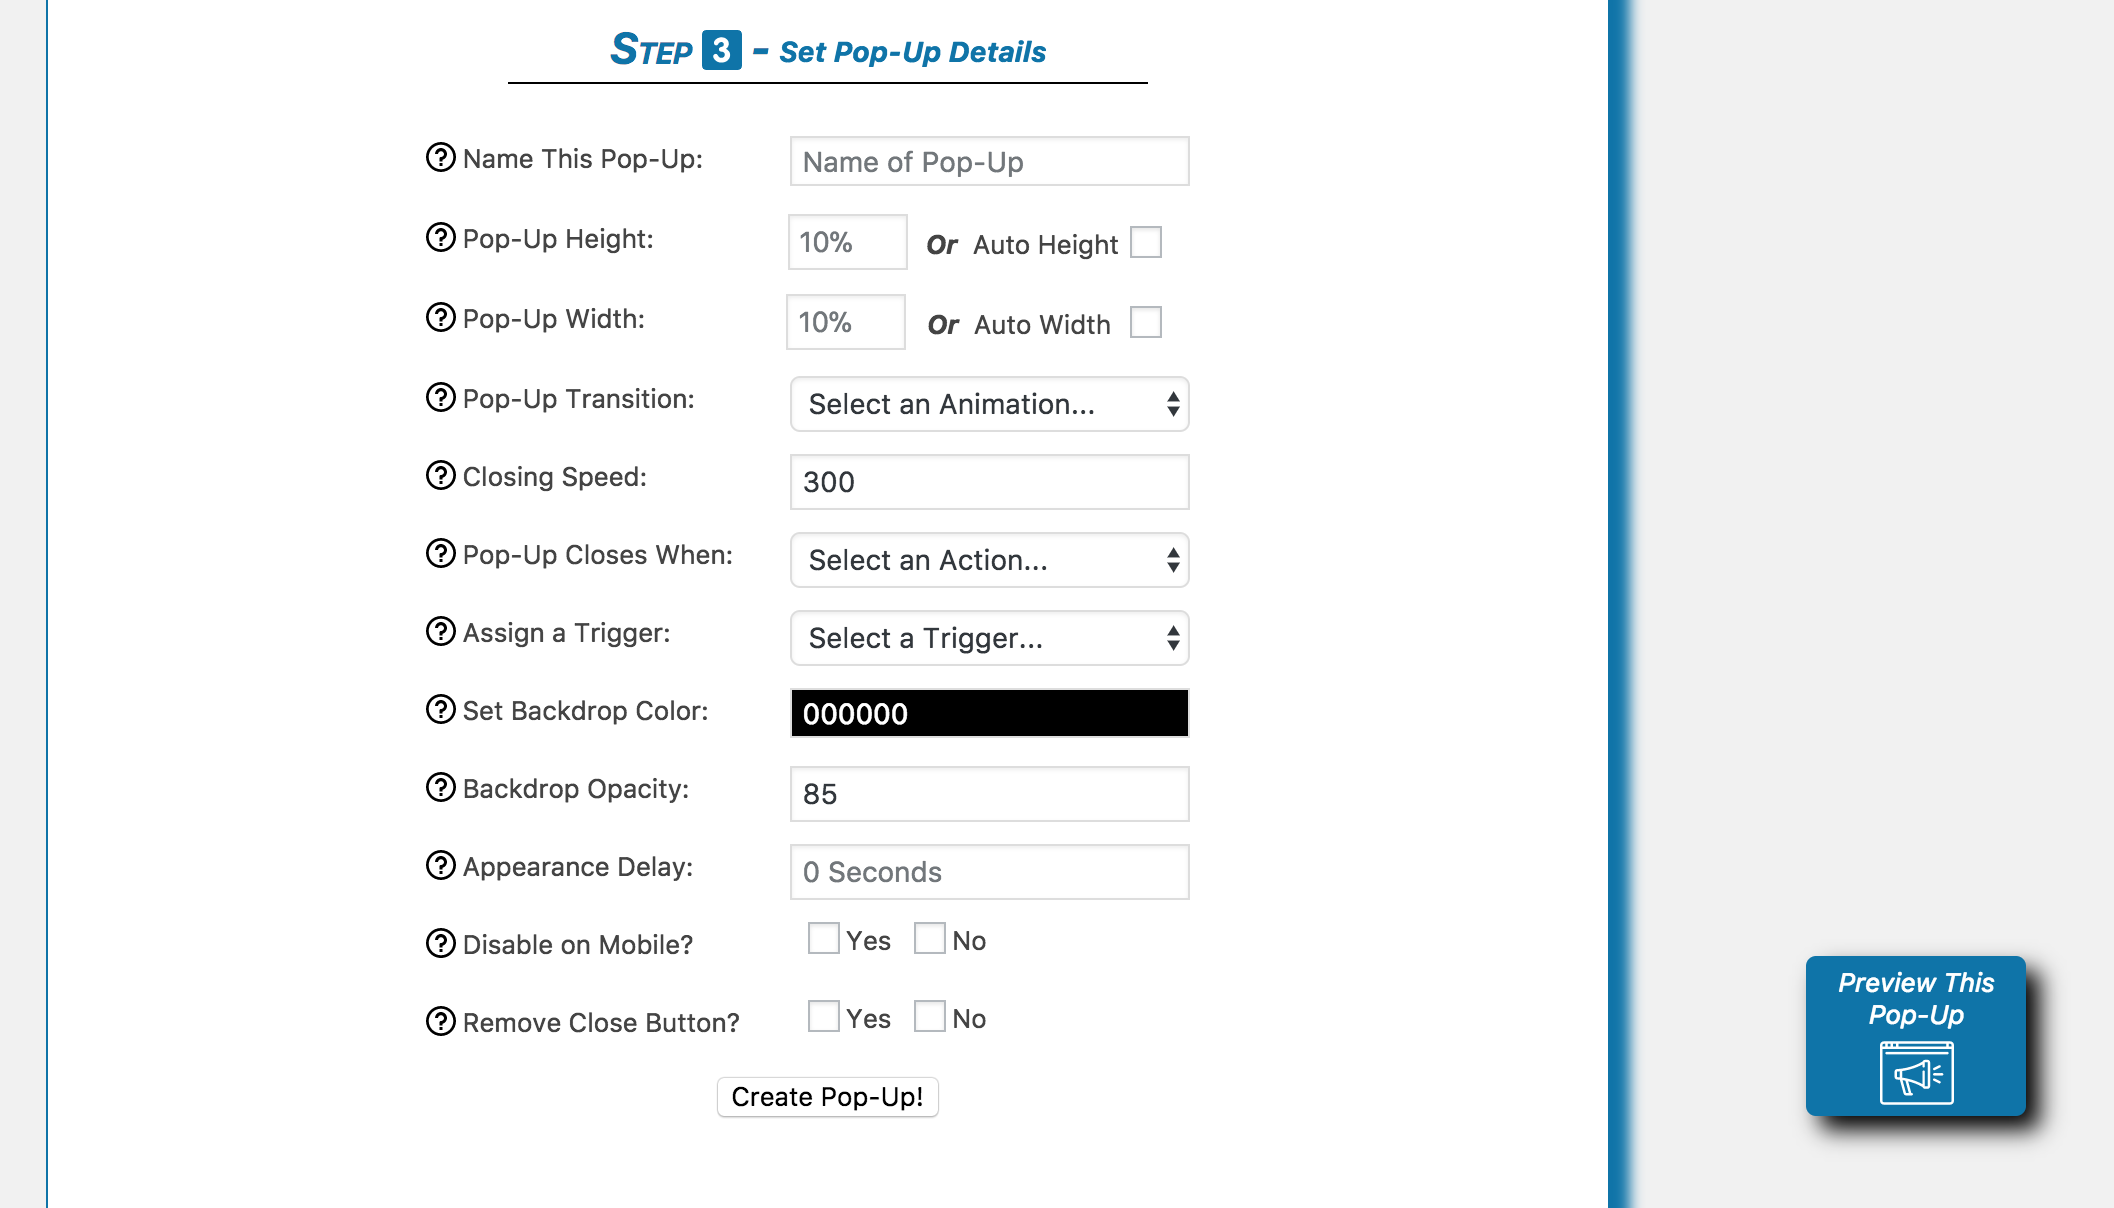 STEP 3 - Set Pop-Up Details
Name This Pop-Up: Name of Pop-Up
Pop-Up Height: 10% Or Auto Height
Pop-Up Width: 10% Or Auto Width
Pop-Up Transition: Select an Animation...
Closing Speed: 300
Pop-Up Closes When: Select an Action...
Assign a Trigger: Select a Trigger...
Set Backdrop Color: 000000
Backdrop Opacity: 85
Appearance Delay: 0 Seconds
Disable on Mobile? Yes No
Remove Close Button? Yes No
Create Pop-Up!
Preview This
Pop-Up